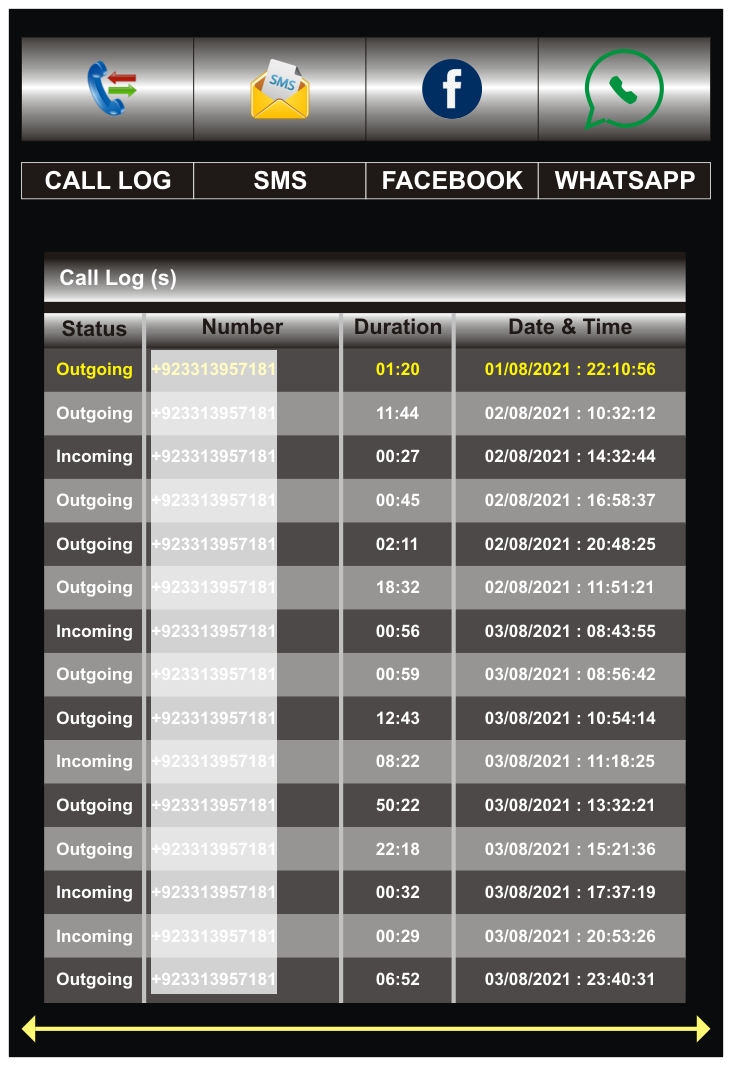 SMS
CALL LOG SMS FACEBOOK WHATSAPP
Call Log (s)
Status Number Duration Date & Time
Outgoing +923313957181 01:20 01/08/2021 : 22:10:56
Outgoing +923313957181 11:44 02/08/2021 : 10:32:12
Incoming +923313957181 00:27 02/08/2021 : 14:32:44
Outgoing +923313957181 00:45 02/08/2021 : 16:58:37
Outgoing +923313957181 02:11 02/08/2021 : 20:48:25
Outgoing +923313957181 18:32 02/08/2021 : 11:51:21
Incoming +923313957181 00:56 03/08/2021 : 08:43:55
Outgoing +923313957181 00:59 03/08/2021 : 08:56:42
Outgoing +923313957181 12:43 03/08/2021 : 10:54:14
Incoming +923313957181 08:22 03/08/2021 : 11:18:25
Outgoing +923313957181 50:22 03/08/2021 : 13:32:21
Outgoing +923313957181 22:18 03/08/2021 : 15:21:36
Incoming +923313957181 00:32 03/08/2021 : 17:37:19
Incoming +923313957181 00:29 03/08/2021 : 20:53:26
Outgoing +923313957181 06:52 03/08/2021 : 23:40:31